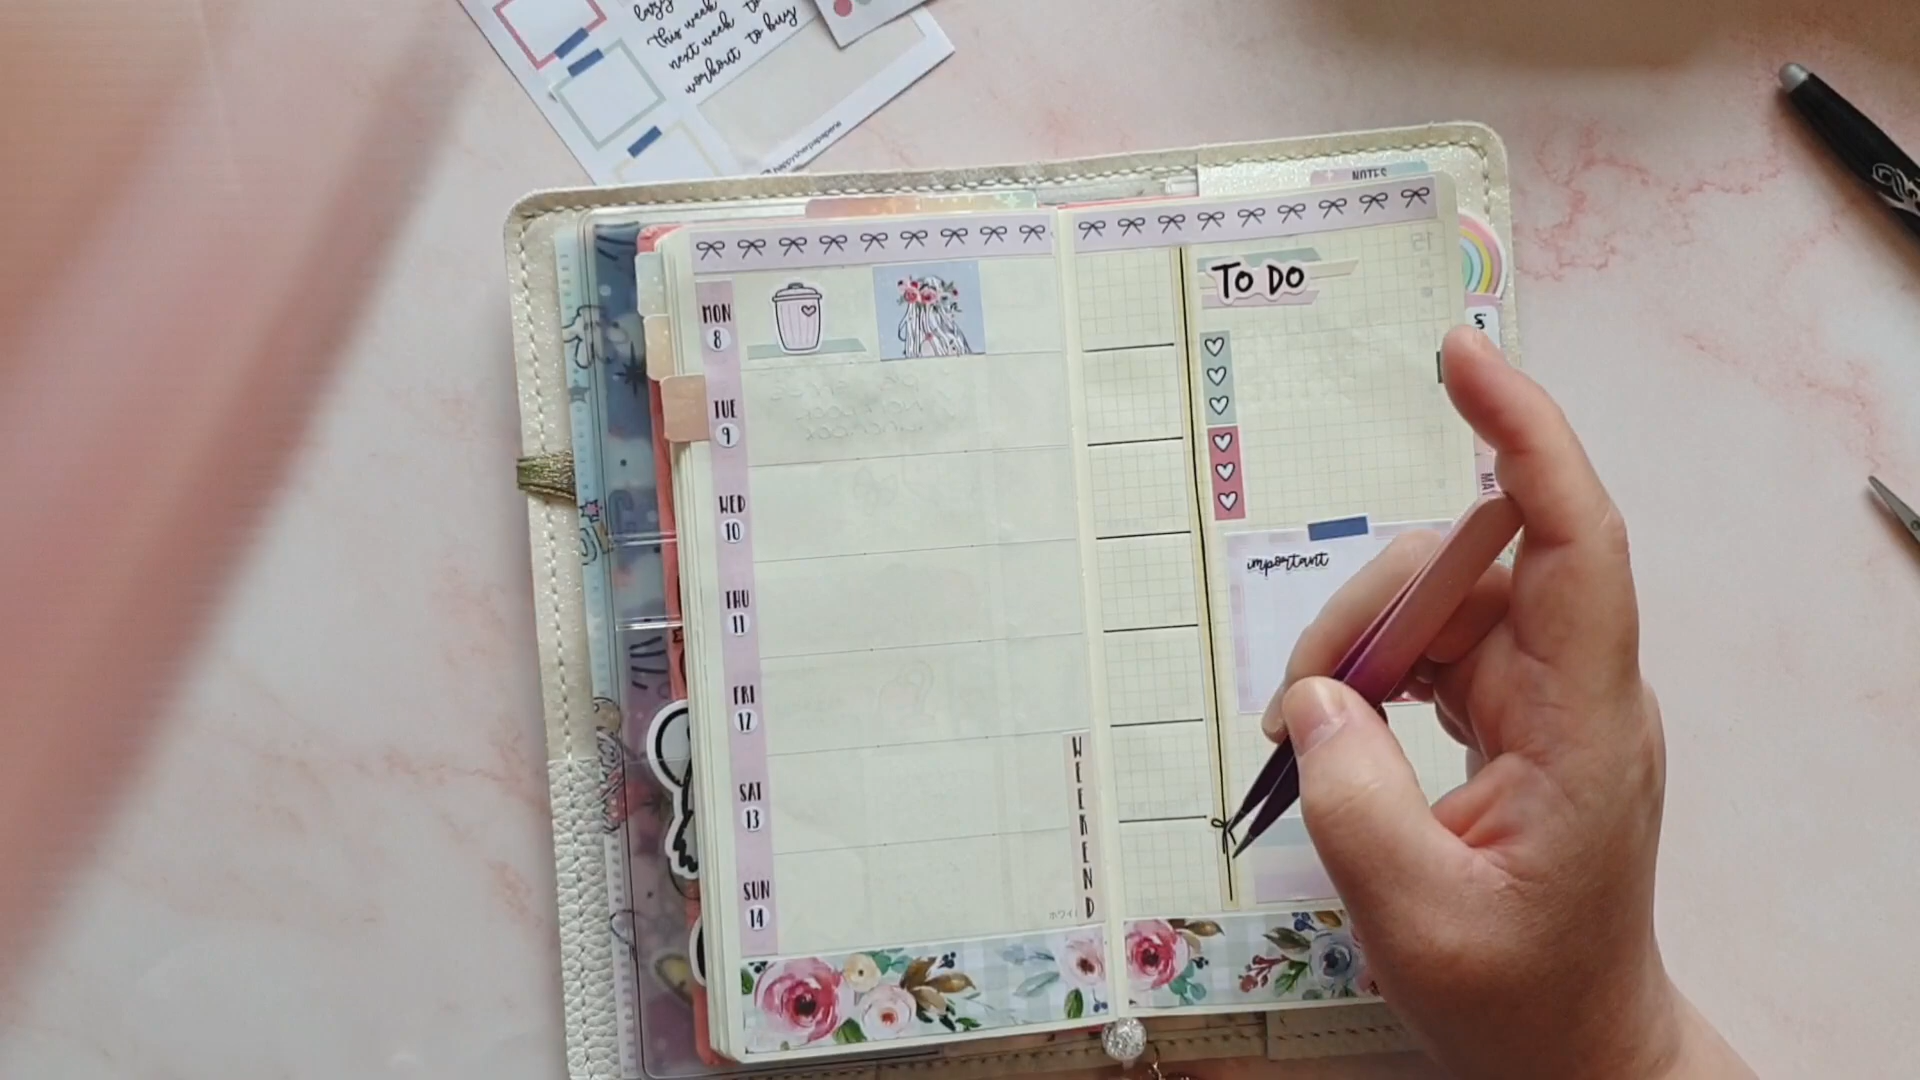 lazy
this week
next week
workout to buy
NOTES
TO DO
MON
8
TUE
9
WED
10
THU
11
FRI
12
SAT
13
SUN
14
WEEKEND
important
5